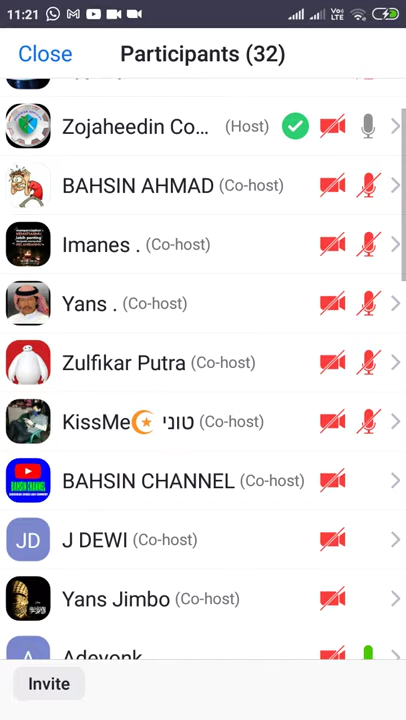 11:21
Vo)
LTE
Close
Participants (32)
Zojaheedin Co... (Host)
BAHSIN AHMAD (Co-host)
Imanes . (Co-host)
Yans . (Co-host)
Zulfikar Putra (Co-host)
KissMe טוני (Co-host)
BAHSIN CHANNEL (Co-host)
JD
J DEWI (Co-host)
Yans Jimbo (Co-host)
Adeyonk
Invite